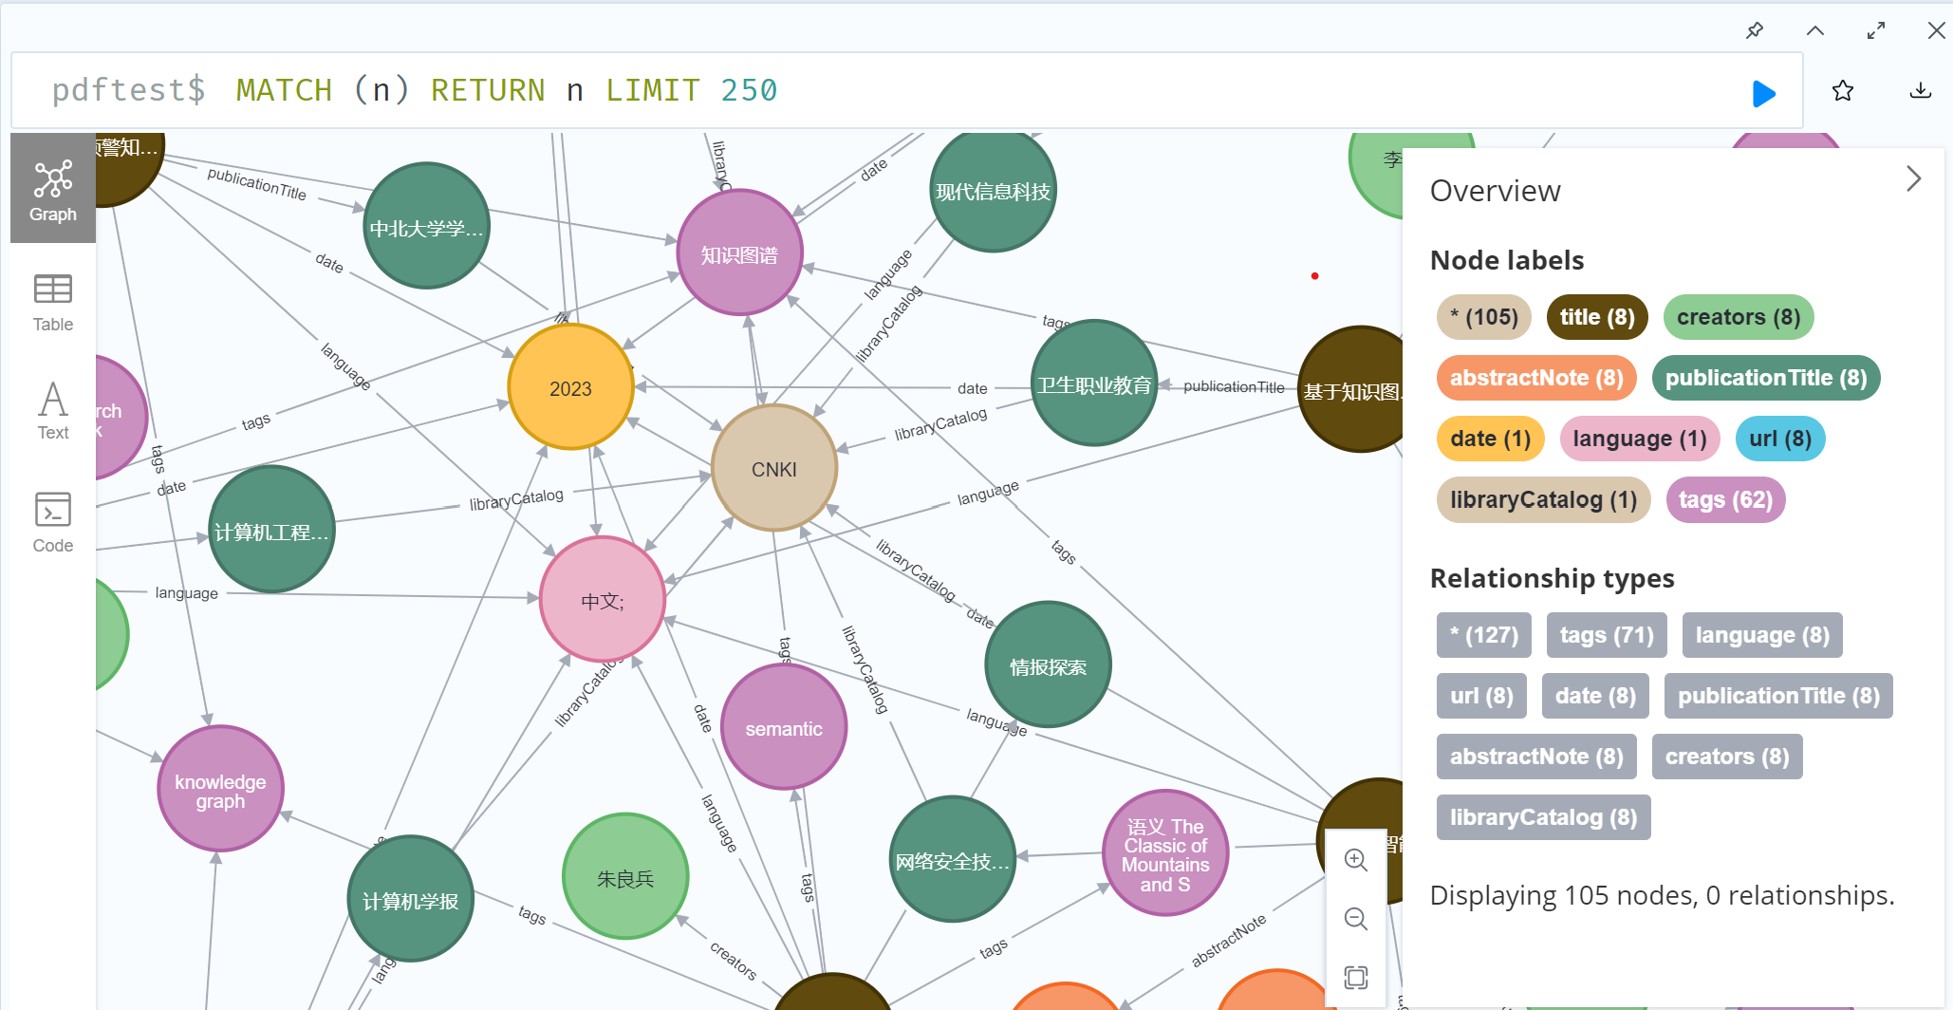 pdftest$ MATCH (n) RETURN n LIMIT 250
Graph
Table
Text
Code
预警知...
publicationTitle
中北大学学...
date
知识图谱
date
现代信息科技
language
libraryCatalog
tags
卫生职业教育
publicationTitle
基于知识图
date
2023
libraryCatalog
CNKI
language
tags
tags
date
language
计算机工程...
libraryCatalog
language
中文;
tags
libraryCatalog
date
情报探索
language
libraryCatalog
tags
libraryCatalog
date
semantic
language
knowledge
graph
计算机学报
朱良兵
creators
tags
tags
网络安全技...
语义 The
Classic of
Mountains
and S
tags
abstractNote
Overview
Node labels
* (105)
title (8)
creators (8)
abstractNote (8)
publicationTitle (8)
date (1)
language (1)
url (8)
libraryCatalog (1)
tags (62)
Relationship types
* (127)
tags (71)
language (8)
url (8)
date (8)
publicationTitle (8)
abstractNote (8)
creators (8)
libraryCatalog (8)
Displaying 105 nodes, 0 relationships.